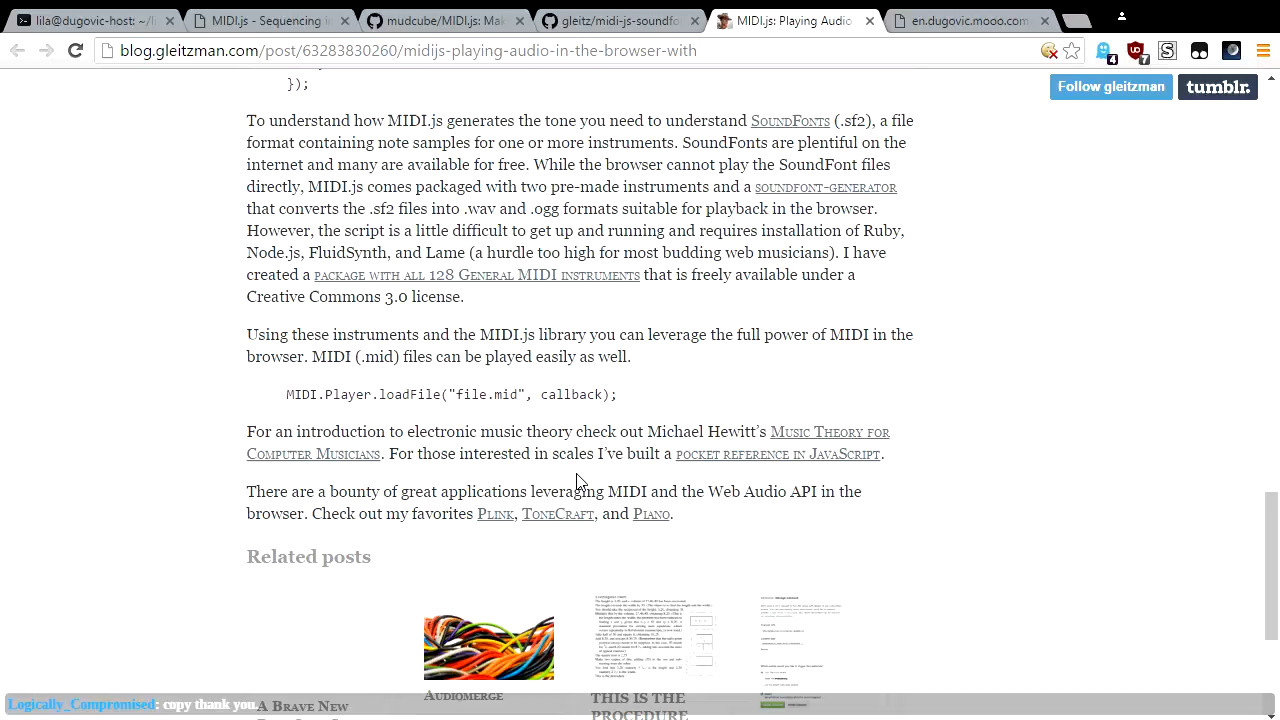 lila@dugovic-host: ~/li
MIDI.js - Sequencing in
mudcube/MIDI.js: Mak
gleitz/midi-js-soundfo
MIDI.js: Playing Audio
en.dugovic.mooo.com
blog.gleitzman.com/post/63283830260/midijs-playing-audio-in-the-browser-with
4
7
Follow gleitzman
tumblr.
});
To understand how MIDI.js generates the tone you need to understand SoundFonts (.sf2), a file
format containing note samples for one or more instruments. SoundFonts are plentiful on the
internet and many are available for free. While the browser cannot play the SoundFont files
directly, MIDI.js comes packaged with two pre-made instruments and a soundfont-generator
that converts the .sf2 files into .wav and .ogg formats suitable for playback in the browser.
However, the script is a little difficult to get up and running and requires installation of Ruby,
Node.js, FluidSynth, and Lame (a hurdle too high for most budding web musicians). I have
created a package with all 128 General MIDI instruments that is freely available under a
Creative Commons 3.0 license.
Using these instruments and the MIDI.js library you can leverage the full power of MIDI in the
browser. MIDI (.mid) files can be played easily as well.
MIDI.Player.loadFile("file.mid", callback);
For an introduction to electronic music theory check out Michael Hewitt's Music Theory for
Computer Musicians. For those interested in scales I've built a pocket reference in JavaScript.
There are a bounty of great applications leveraging MIDI and the Web Audio API in the
browser. Check out my favorites Plink, ToneCraft, and Piano.
Related posts
Audiomerge
THIS IS THE
PROCEDURE
Logically_Compromised: copy thank you